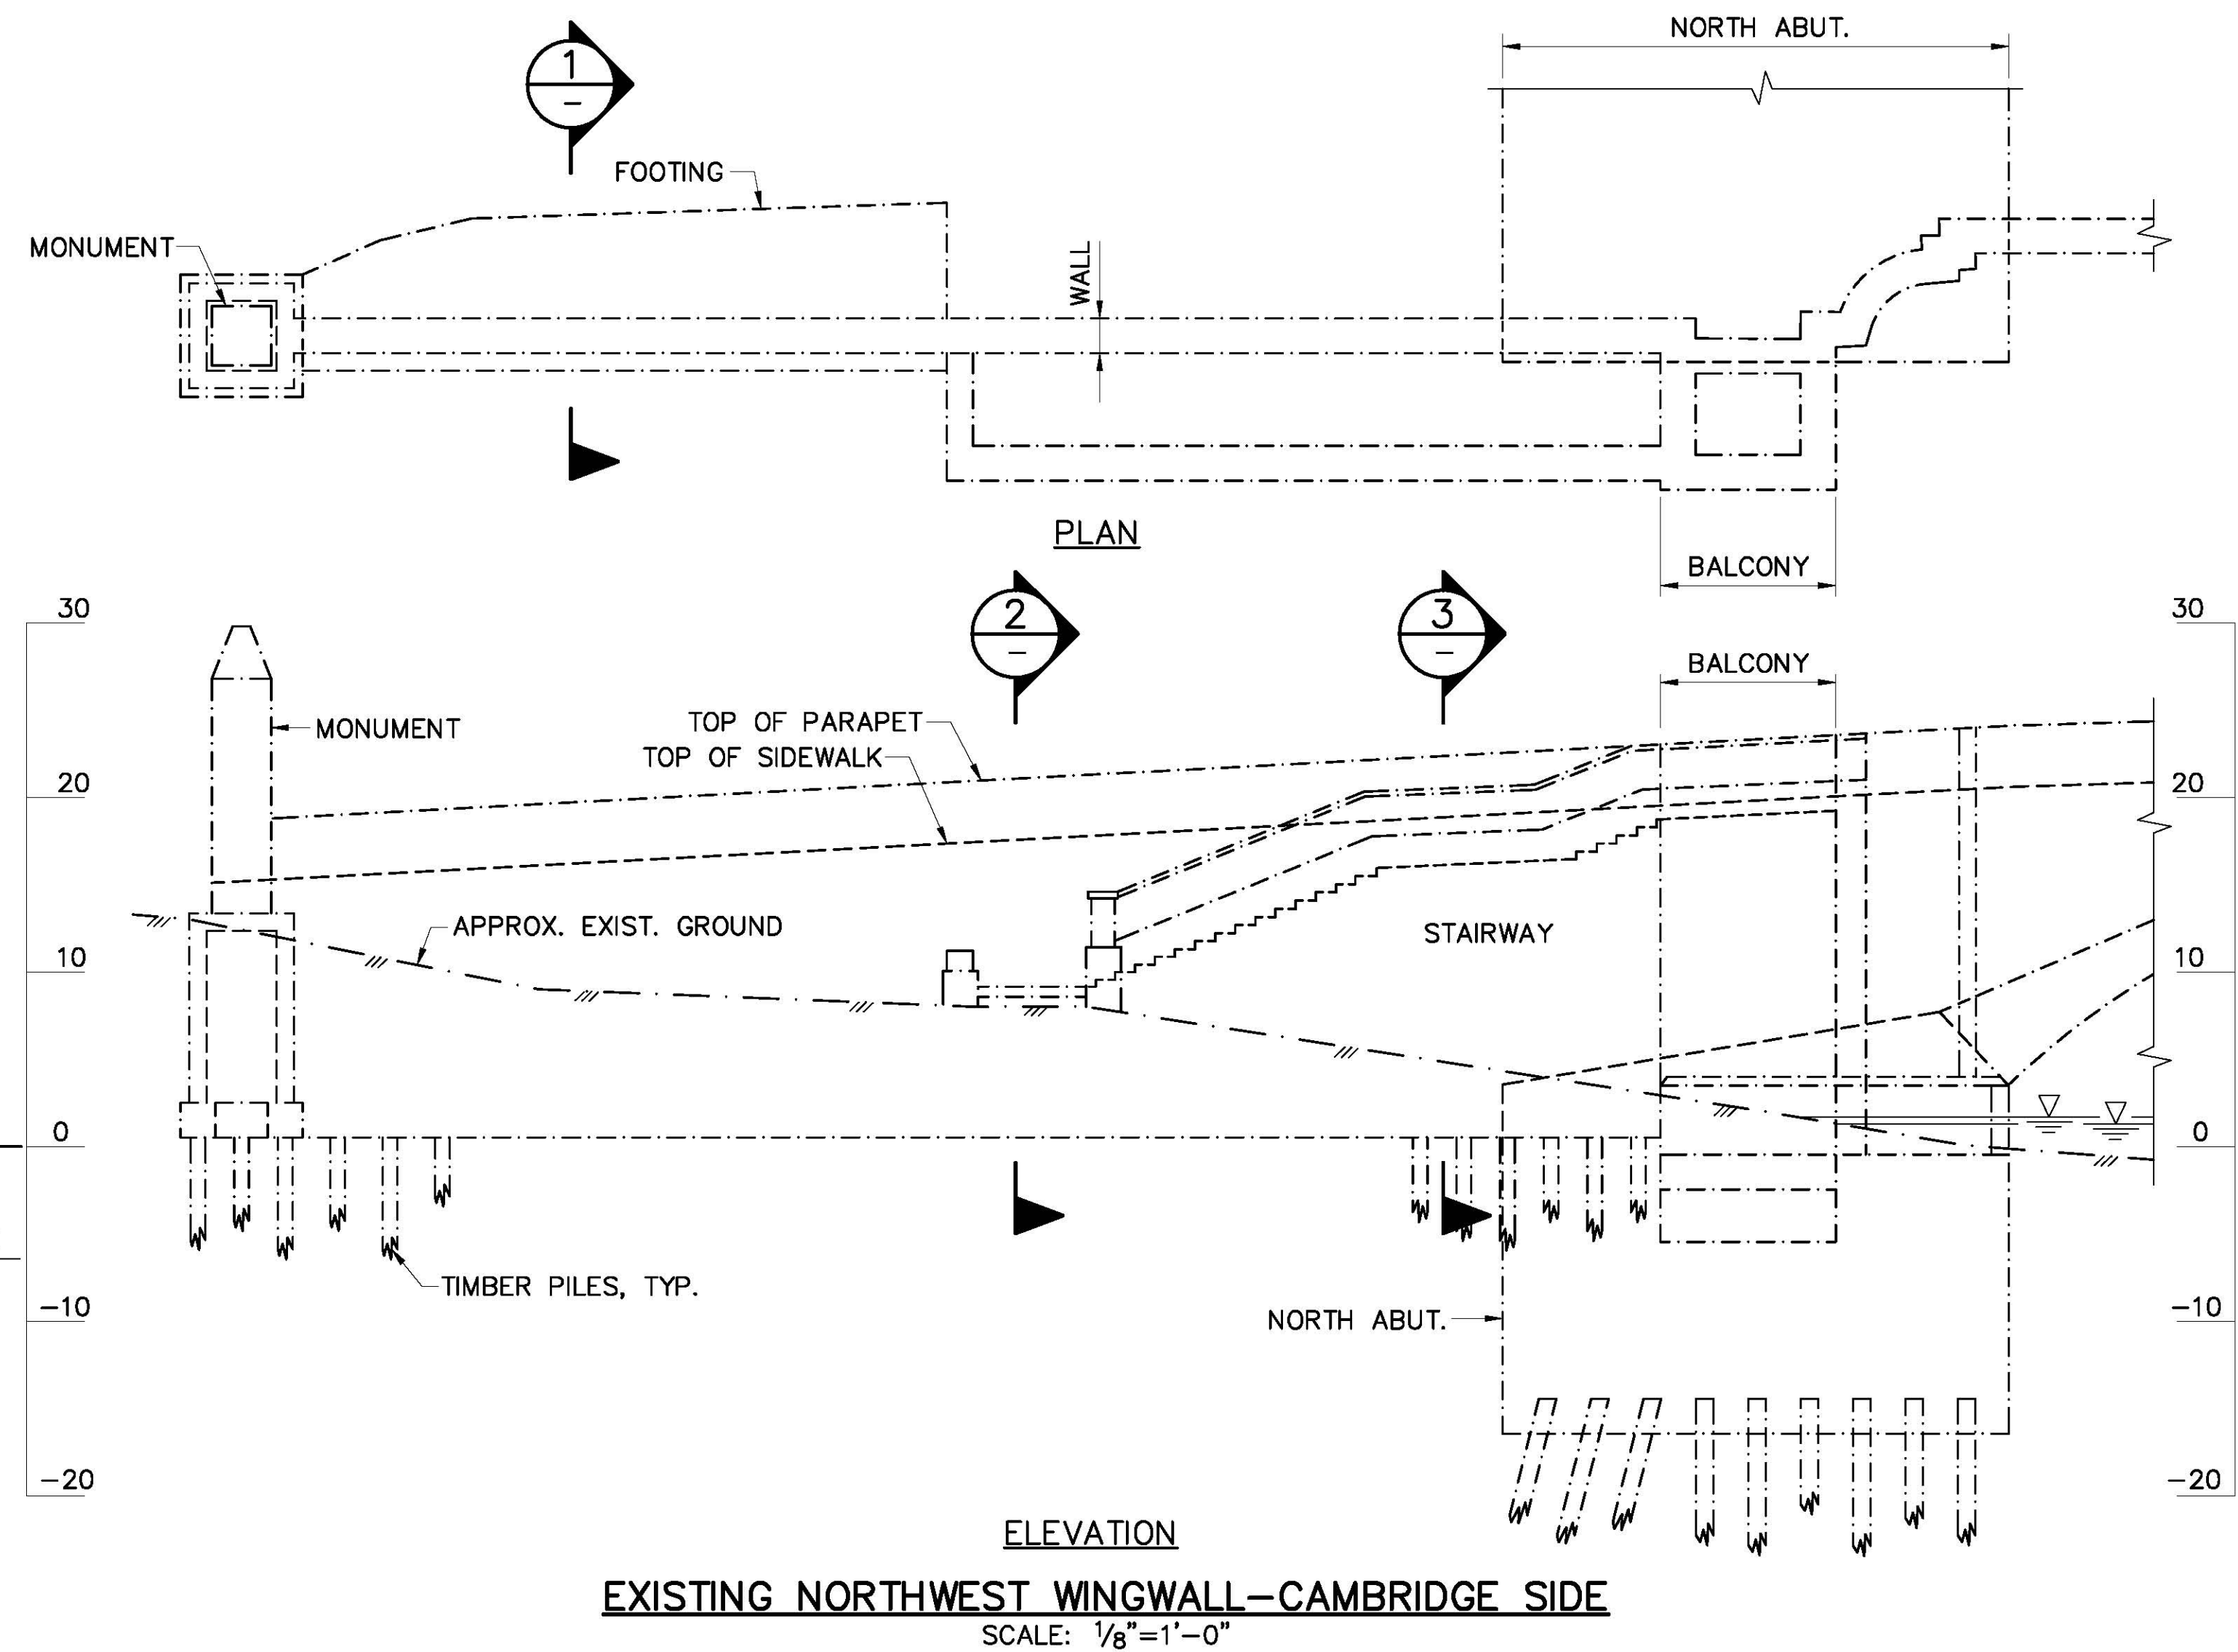 NORTH ABUT.
1
–
FOOTING
MONUMENT
WALL
PLAN
BALCONY
2
–
3
–
30
30
BALCONY
MONUMENT
TOP OF PARAPET
TOP OF SIDEWALK
20
20
APPROX. EXIST. GROUND
STAIRWAY
10
10
0
0
TIMBER PILES, TYP.
-10
NORTH ABUT.
-10
-20
-20
ELEVATION
EXISTING NORTHWEST WINGWALL-CAMBRIDGE SIDE
SCALE: 1/8"=1'-0"